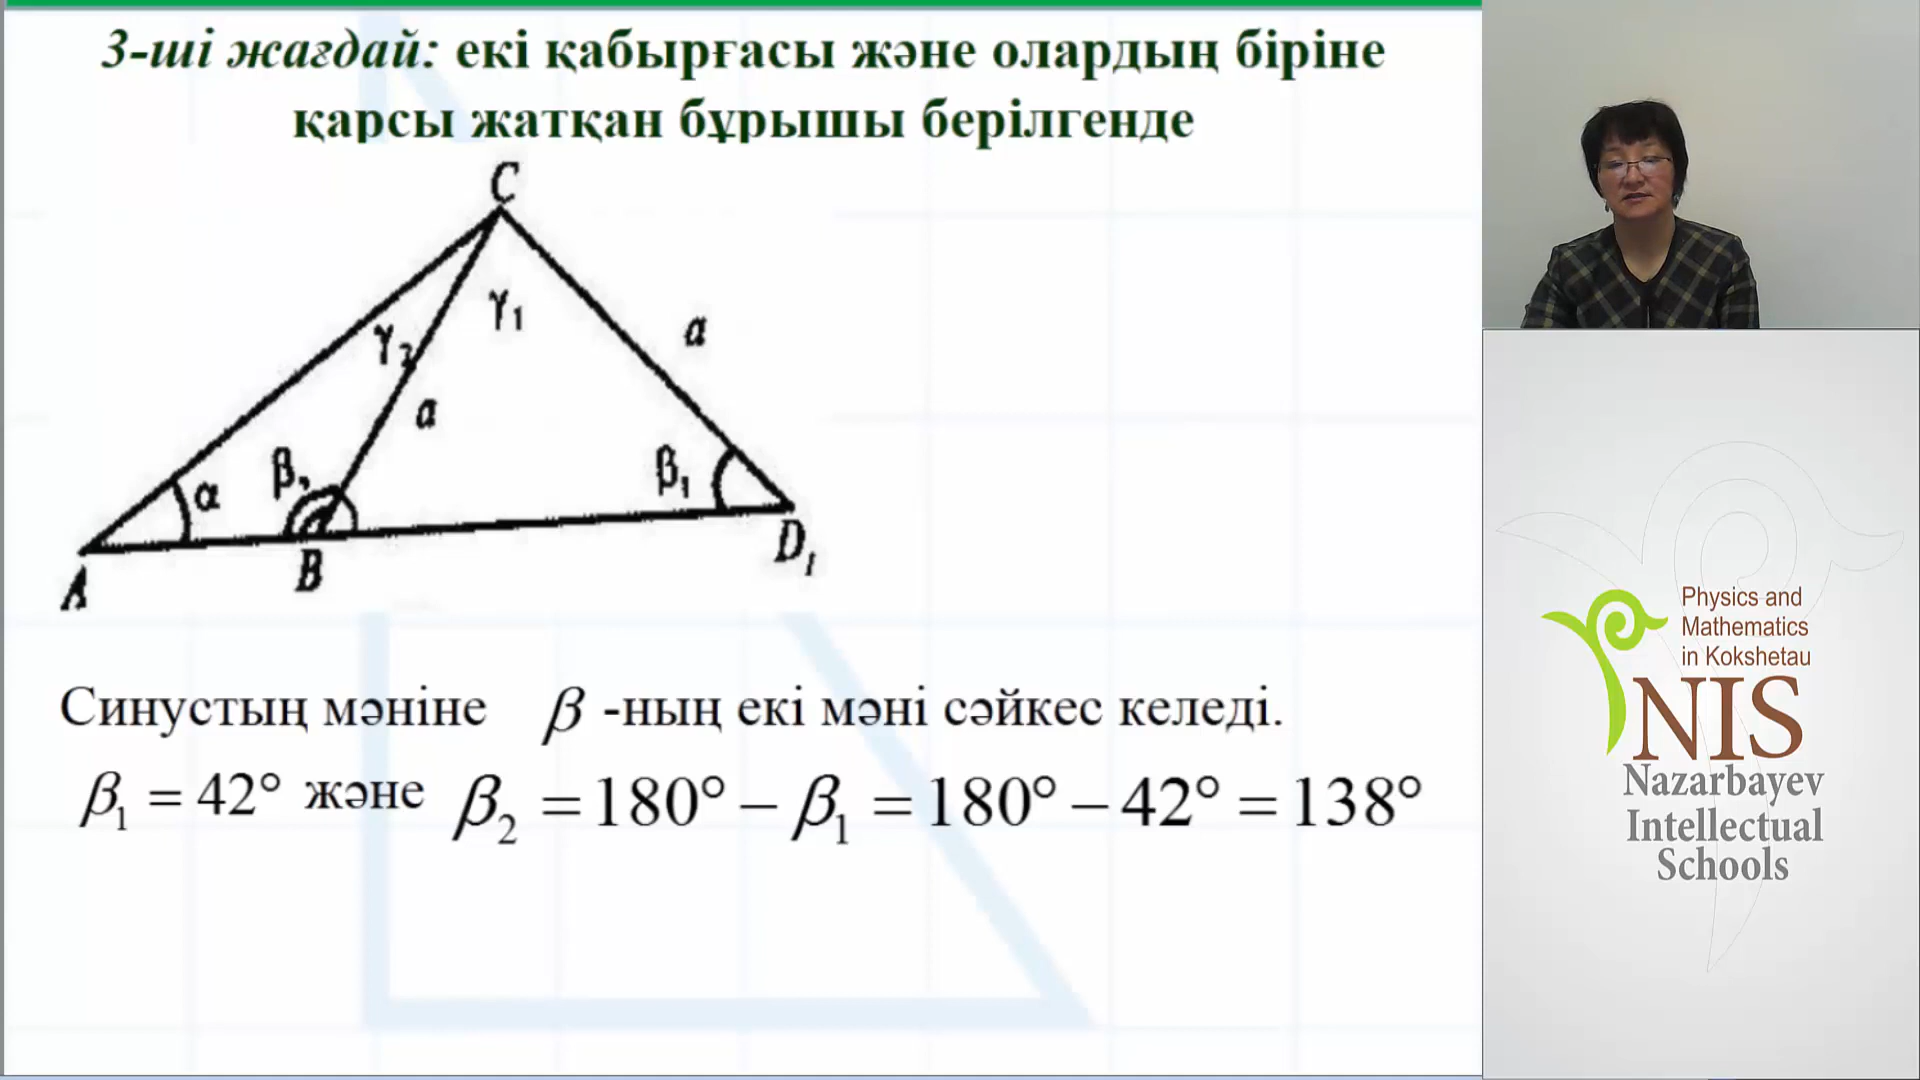 3-ші жағдай: екі қабырғасы және олардың біріне
қарсы жатқан бұрышы берілгенде
C
γ₁
γ₂
a
a
β₂
α
β₁
A
B
D₁
Синустың мәніне β -ның екі мәні сәйкес келеді.
β₁ = 42° және β₂ = 180° – β₁ = 180° – 42° = 138°
Physics and
Mathematics
in Kokshetau
NIS
Nazarbayev
Intellectual
Schools